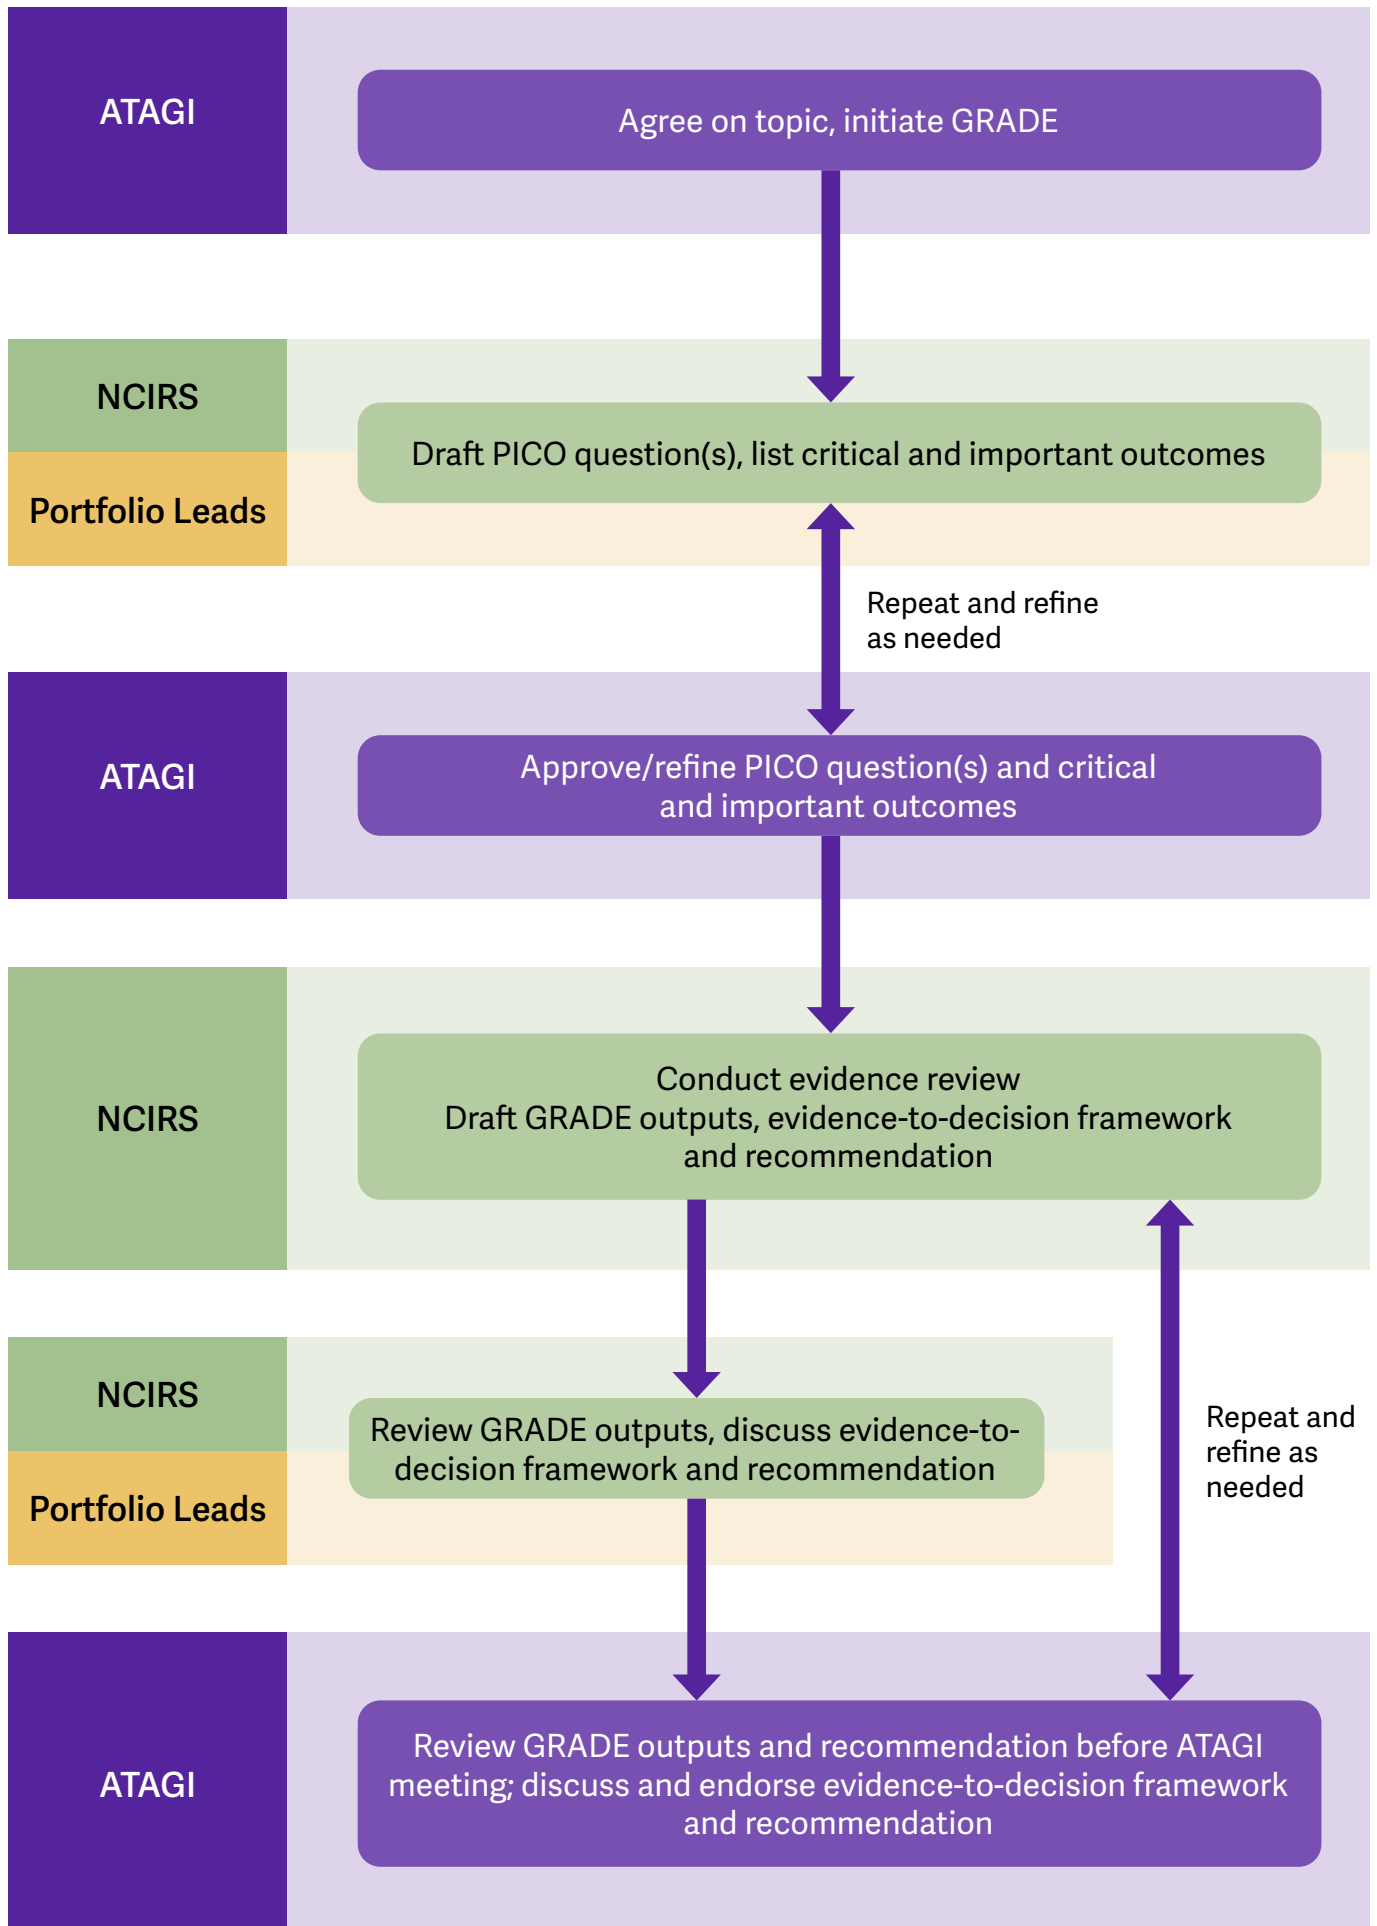 ATAGI
Agree on topic, initiate GRADE
NCIRS
Portfolio Leads
Draft PICO question(s), list critical and important outcomes
Repeat and refine
as needed
ATAGI
Approve/refine PICO question(s) and critical
and important outcomes
NCIRS
Conduct evidence review
Draft GRADE outputs, evidence-to-decision framework
and recommendation
NCIRS
Portfolio Leads
Review GRADE outputs, discuss evidence-to-
decision framework and recommendation
Repeat and
refine as
needed
ATAGI
Review GRADE outputs and recommendation before ATAGI
meeting; discuss and endorse evidence-to-decision framework
and recommendation